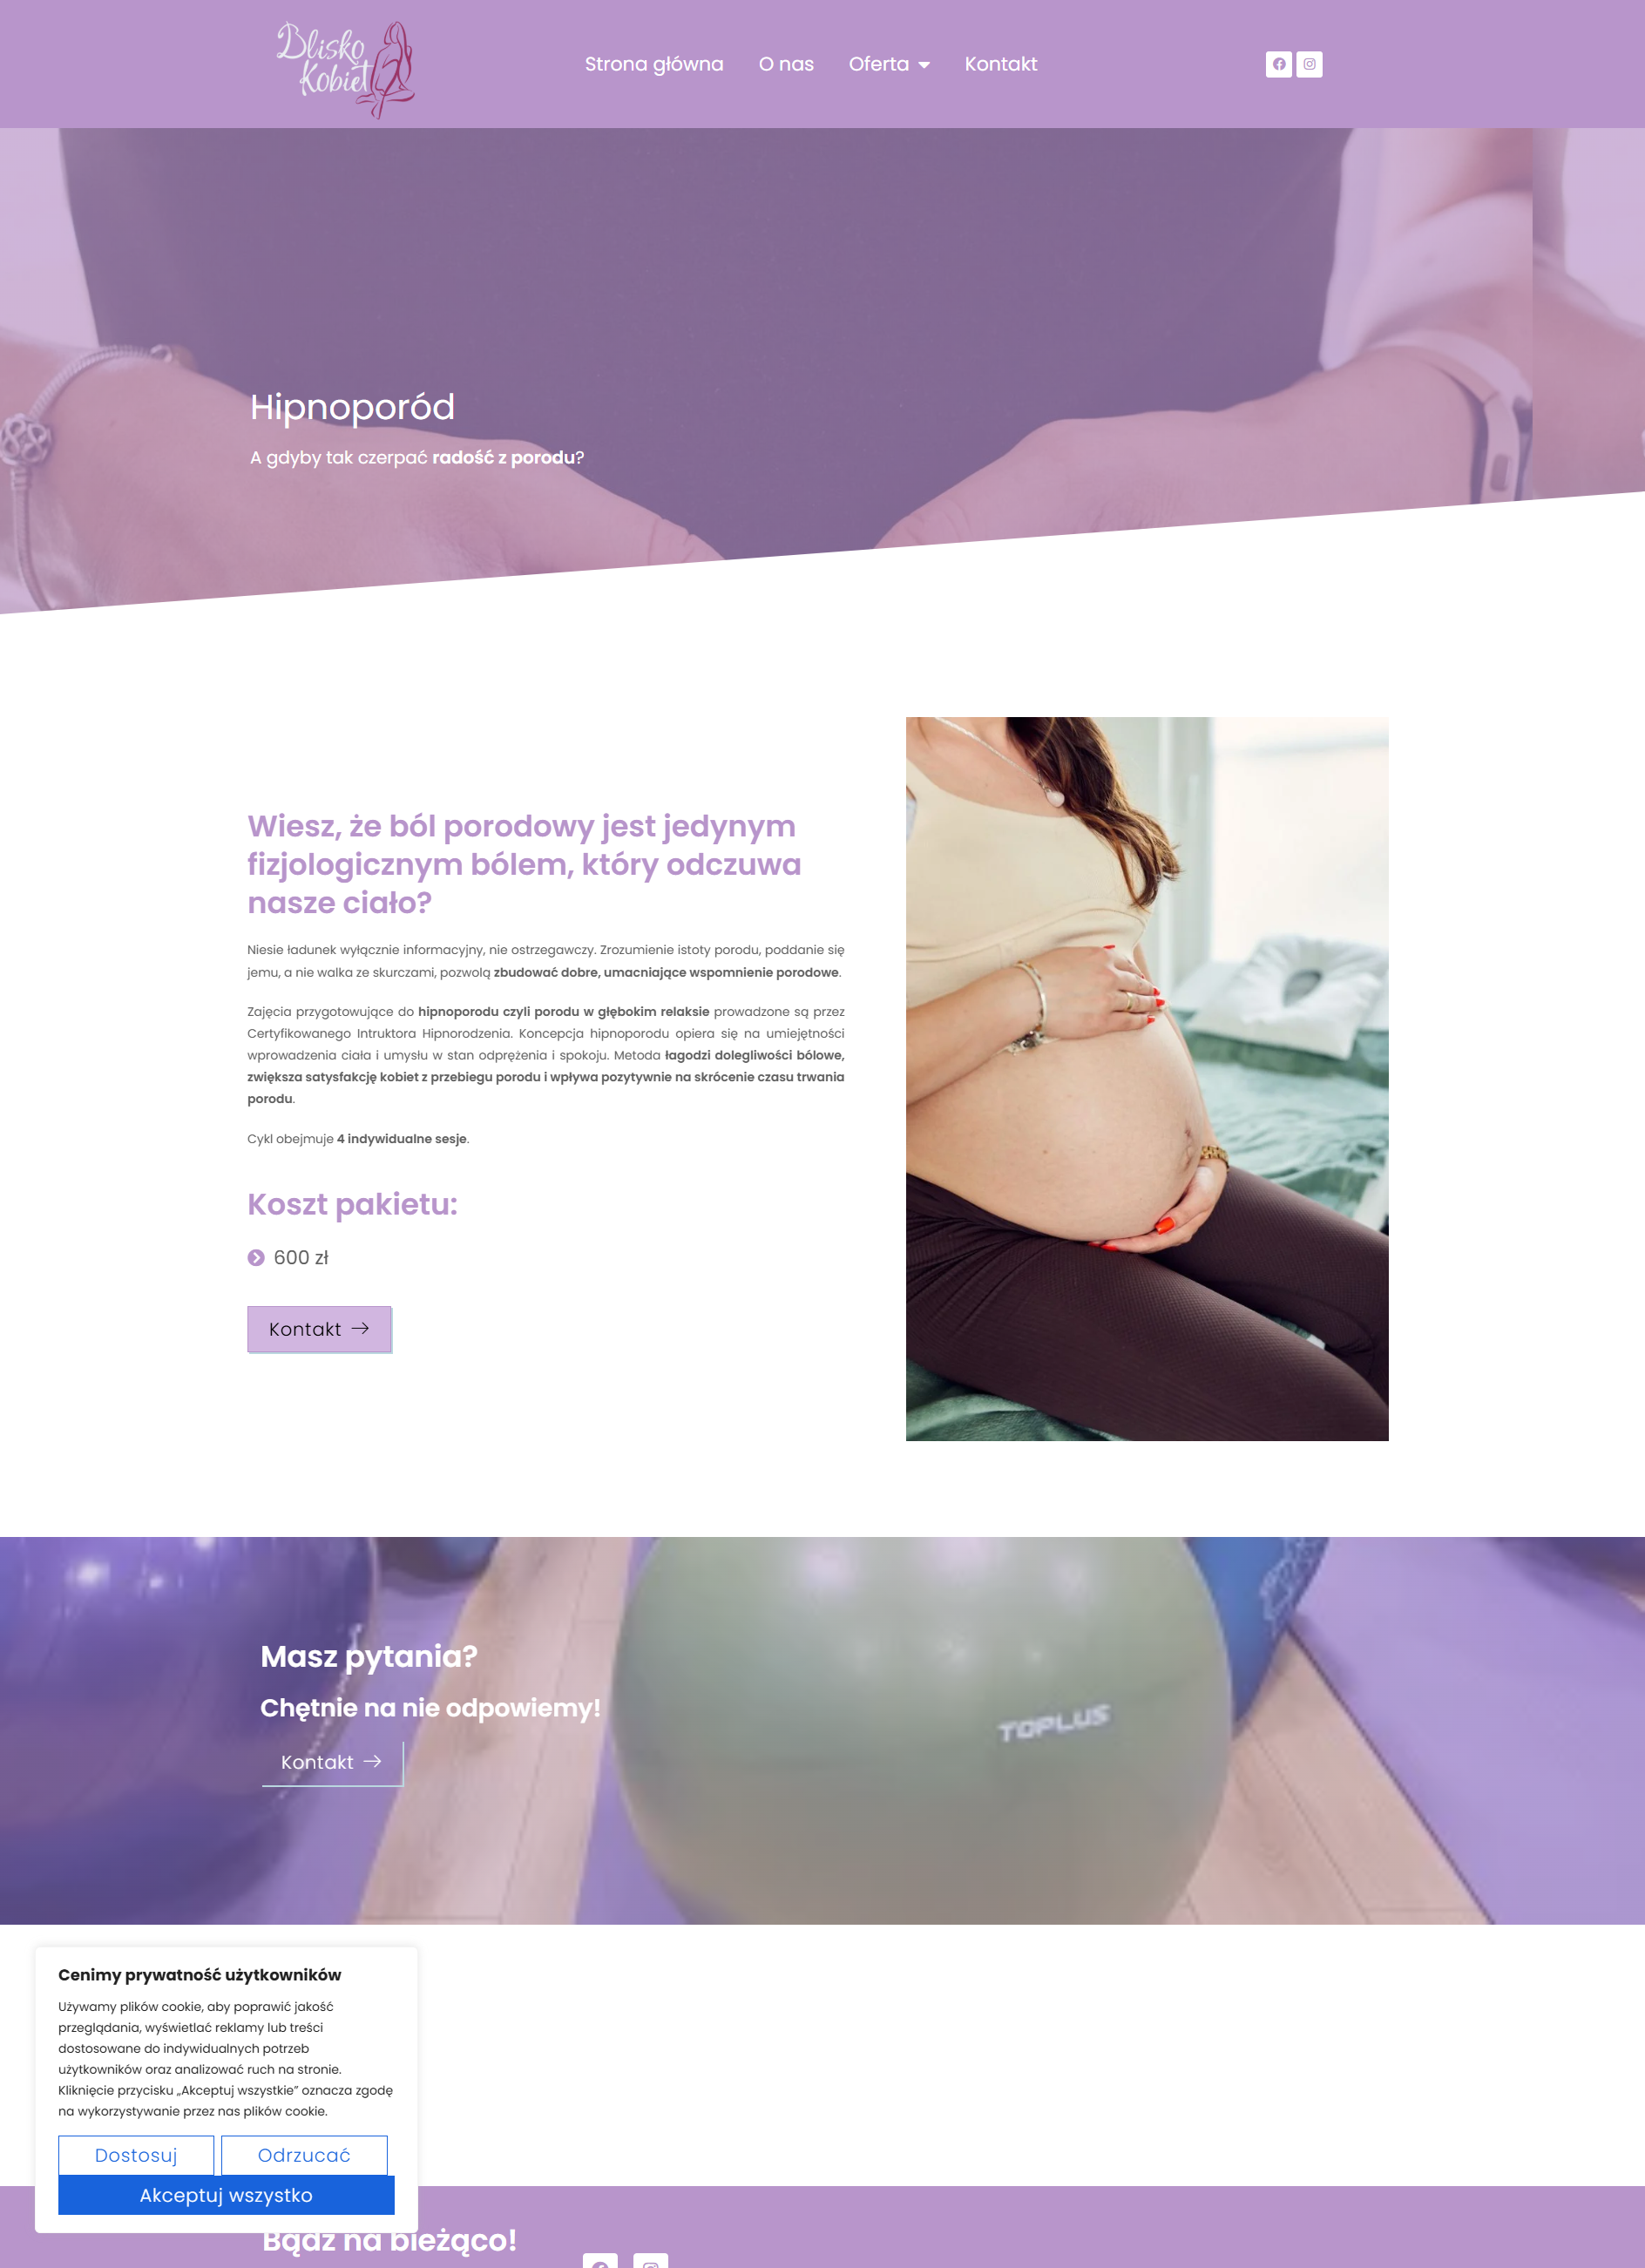 Blisko
Kobiet
Strona główna
O nas
Oferta
Kontakt
Hipnoporód
A gdyby tak czerpać radość z porodu?
Wiesz, że ból porodowy jest jedynym
fizjologicznym bólem, który odczuwa
nasze ciało?
Niesie ładunek wyłącznie informacyjny, nie ostrzegawczy. Zrozumienie istoty porodu, poddanie się
jemu, a nie walka ze skurczami, pozwolą zbudować dobre, umacniające wspomnienie porodowe.
Zajęcia przygotowujące do hipnoporodu czyli porodu w głębokim relaksie prowadzone są przez
Certyfikowanego Intruktora Hipnorodzenia. Koncepcja hipnoporodu opiera się na umiejętności
wprowadzenia ciała i umysłu w stan odprężenia i spokoju. Metoda łagodzi dolegliwości bólowe,
zwiększa satysfakcję kobiet z przebiegu porodu i wpływa pozytywnie na skrócenie czasu trwania
porodu.
Cykl obejmuje 4 indywidualne sesje.
Koszt pakietu:
600 zł
Kontakt
Masz pytania?
Chętnie na nie odpowiemy!
Kontakt
TOPLUS
Cenimy prywatność użytkowników
Używamy plików cookie, aby poprawić jakość
przeglądania, wyświetlać reklamy lub treści
dostosowane do indywidualnych potrzeb
użytkowników oraz analizować ruch na stronie.
Kliknięcie przycisku „Akceptuj wszystkie” oznacza zgodę
na wykorzystywanie przez nas plików cookie.
Dostosuj
Odrzucać
Akceptuj wszystko
Bądź na bieżąco!